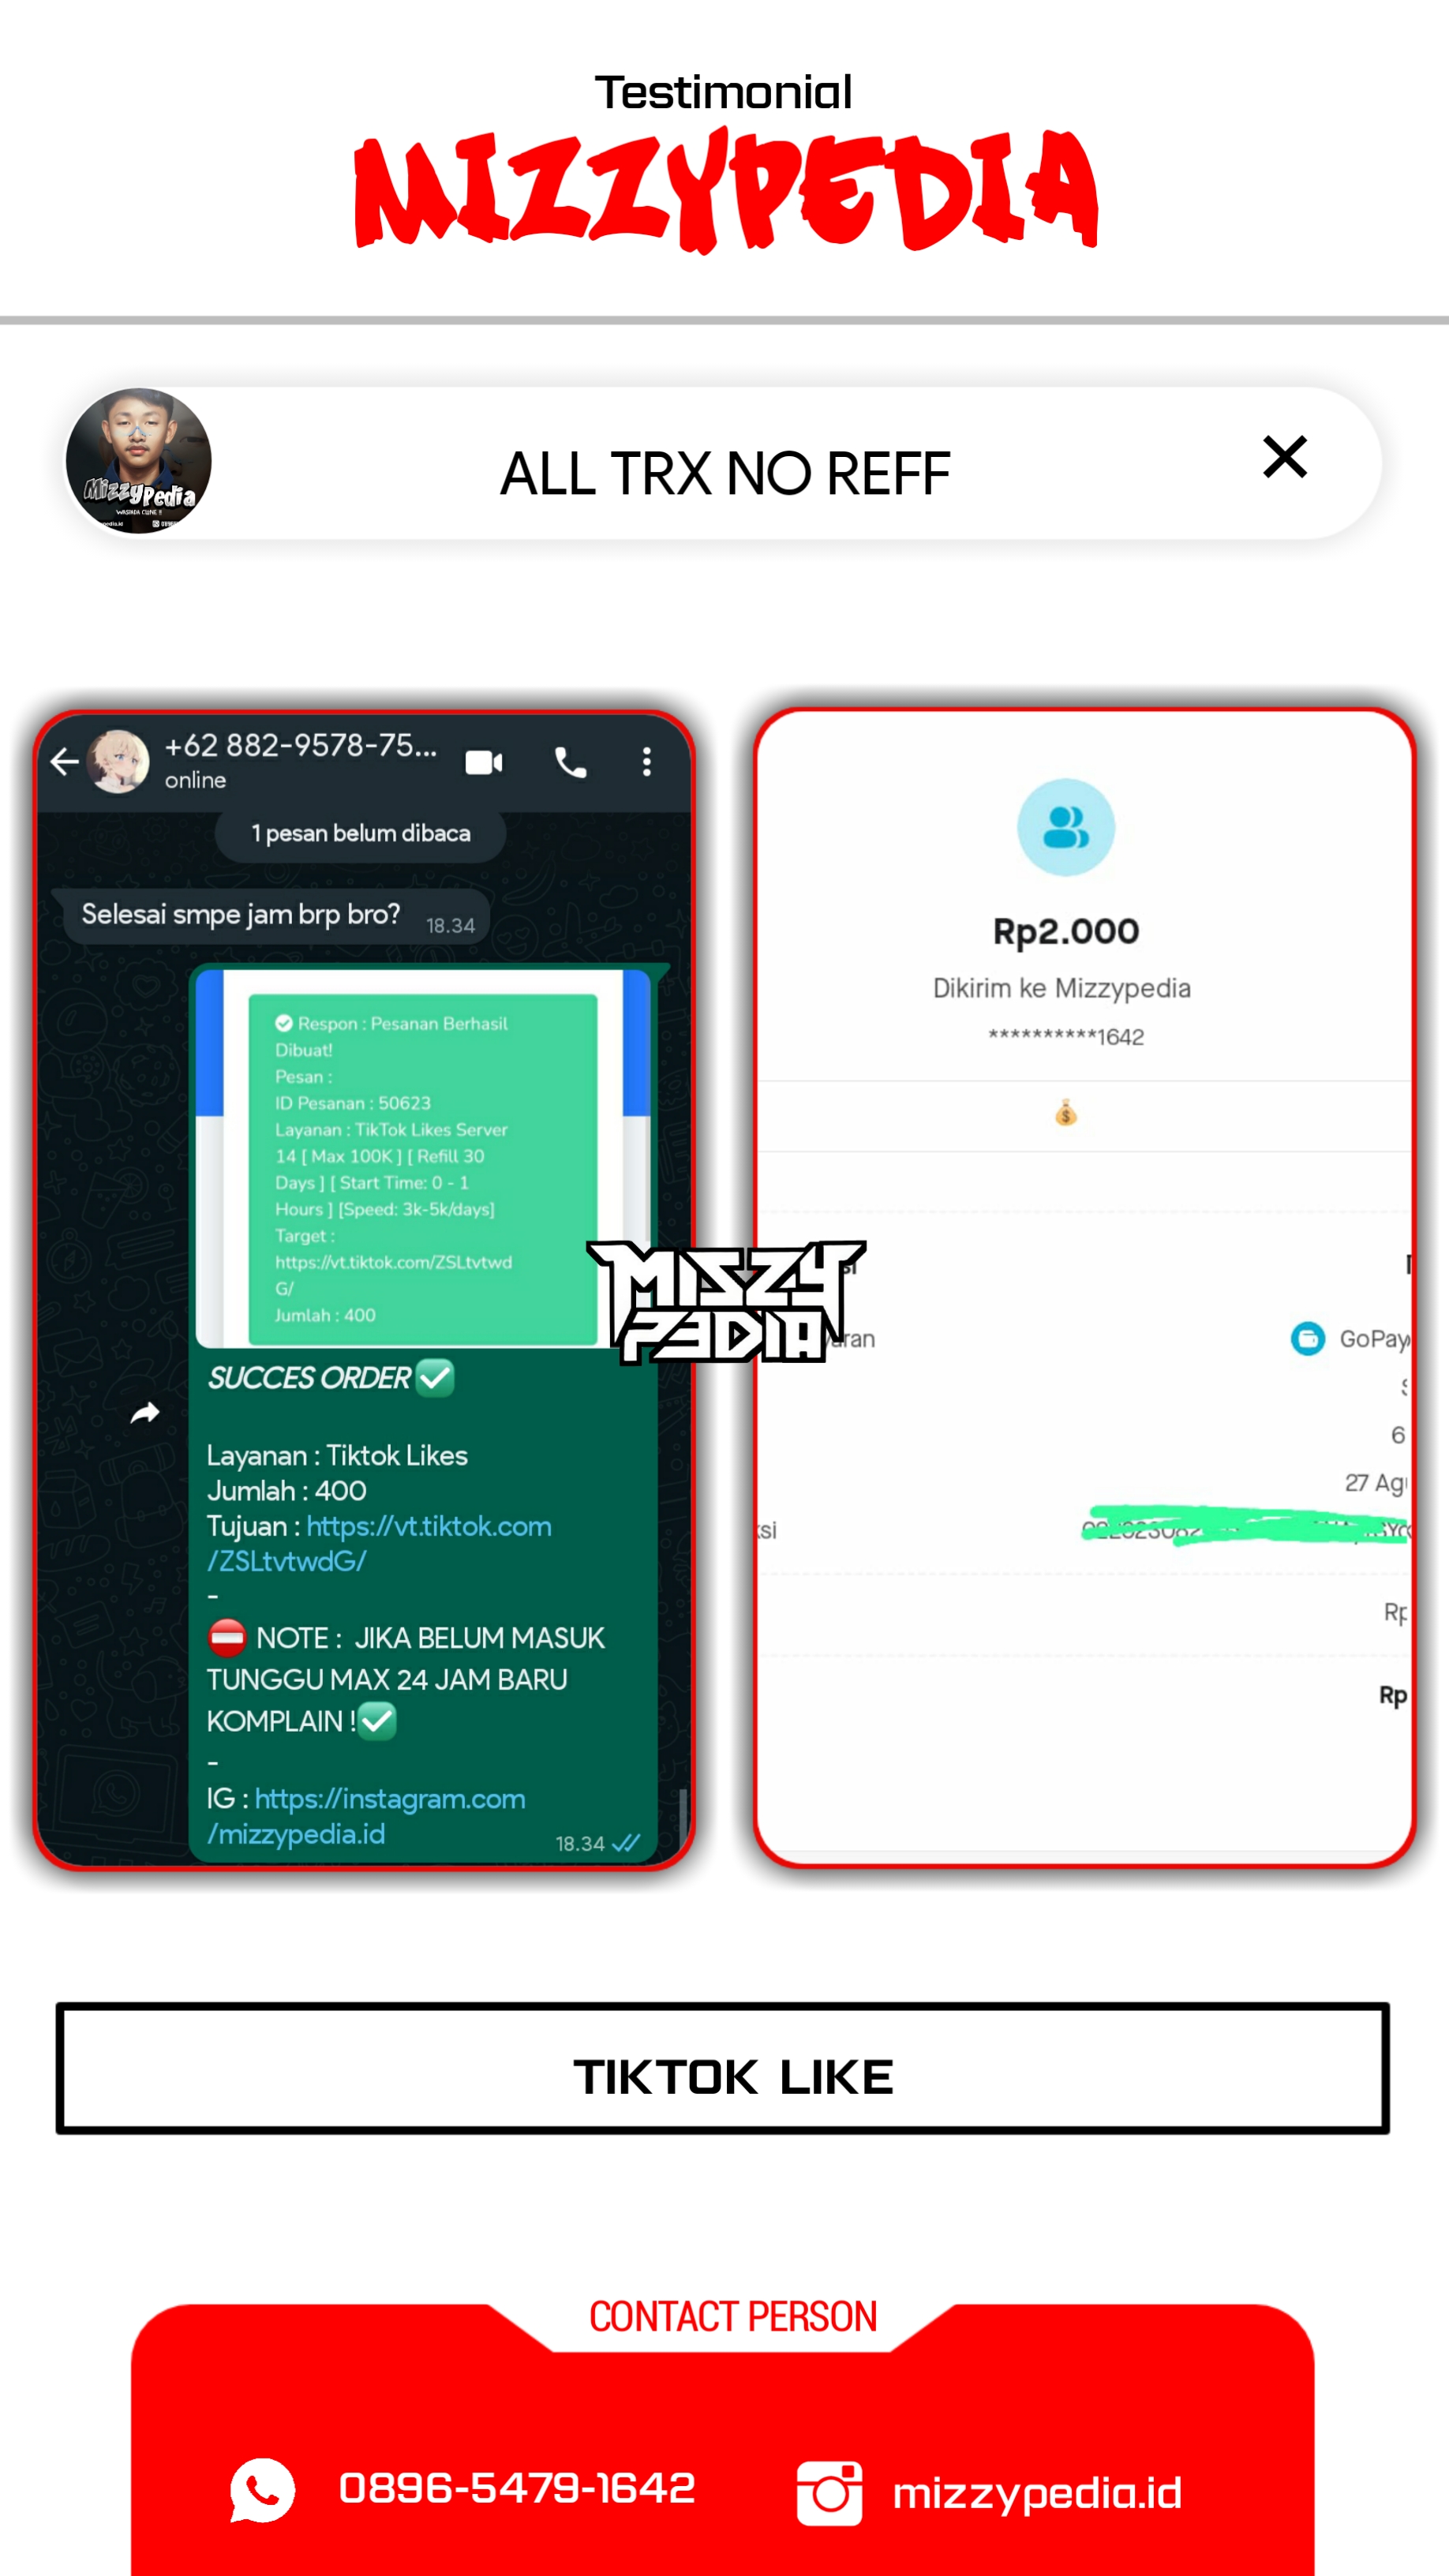 Testimonial
MIZZYPEDIA
MizzyPedia
ALL TRX NO REFF
+62 882-9578-75...
online
1 pesan belum dibaca
Selesai smpe jam brp bro? 18.34
Respon : Pesanan Berhasil
Dibuat!
Pesan :
ID Pesanan : 50623
Layanan : TikTok Likes Server
14 [ Max 100K ] [ Refill 30
Days ] [ Start Time: 0 - 1
Hours ] [Speed: 3k-5k/days]
Target :
https://vt.tiktok.com/ZSLtvtwd
G/
Jumlah : 400
SUCCES ORDER ✅
Layanan : Tiktok Likes
Jumlah : 400
Tujuan : https://vt.tiktok.com
/ZSLtvtwdG/
-
⛔ NOTE : JIKA BELUM MASUK
TUNGGU MAX 24 JAM BARU
KOMPLAIN !✅
-
IG : https://instagram.com
/mizzypedia.id
18.34
Rp2.000
Dikirim ke Mizzypedia
**********1642
MIZZY
P3DIA
GoPay
6
27 Ag
Rp
Rp
TIKTOK LIKE
CONTACT PERSON
0896-5479-1642
mizzypedia.id